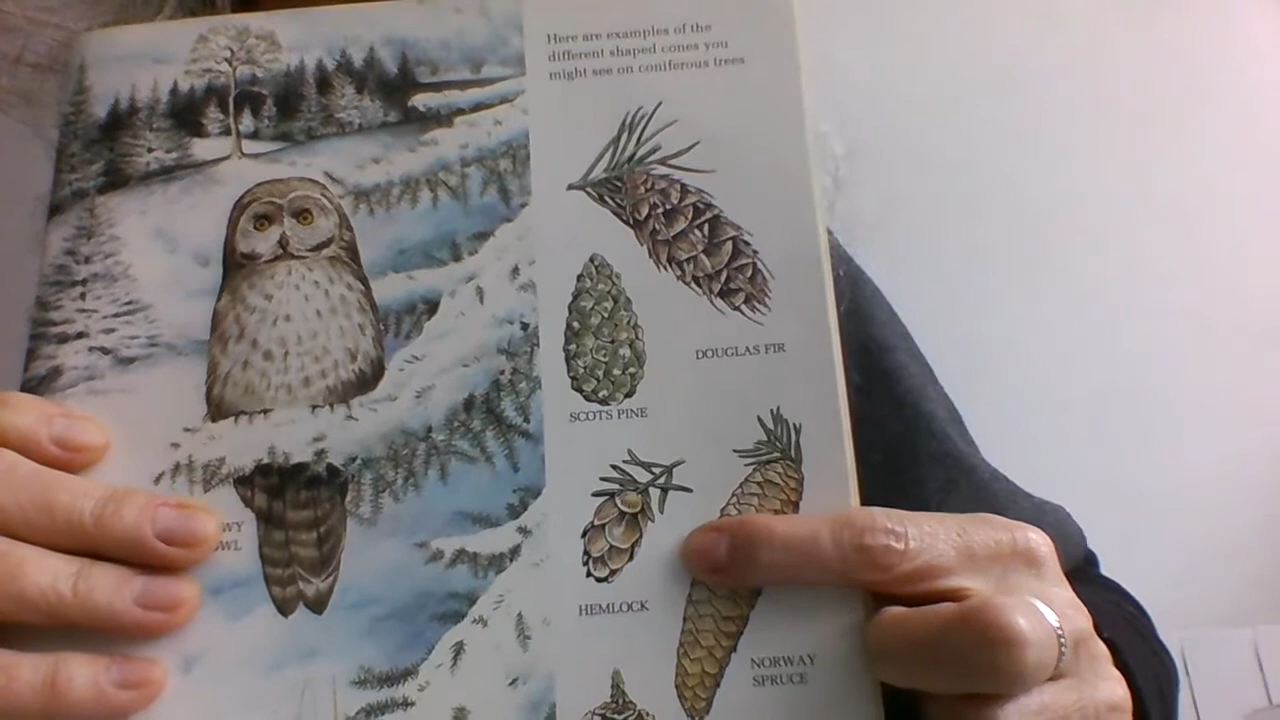 Here are examples of the
different shaped cones you
might see on coniferous trees
DOUGLAS FIR
SCOTS PINE
HEMLOCK
NORWAY
SPRUCE